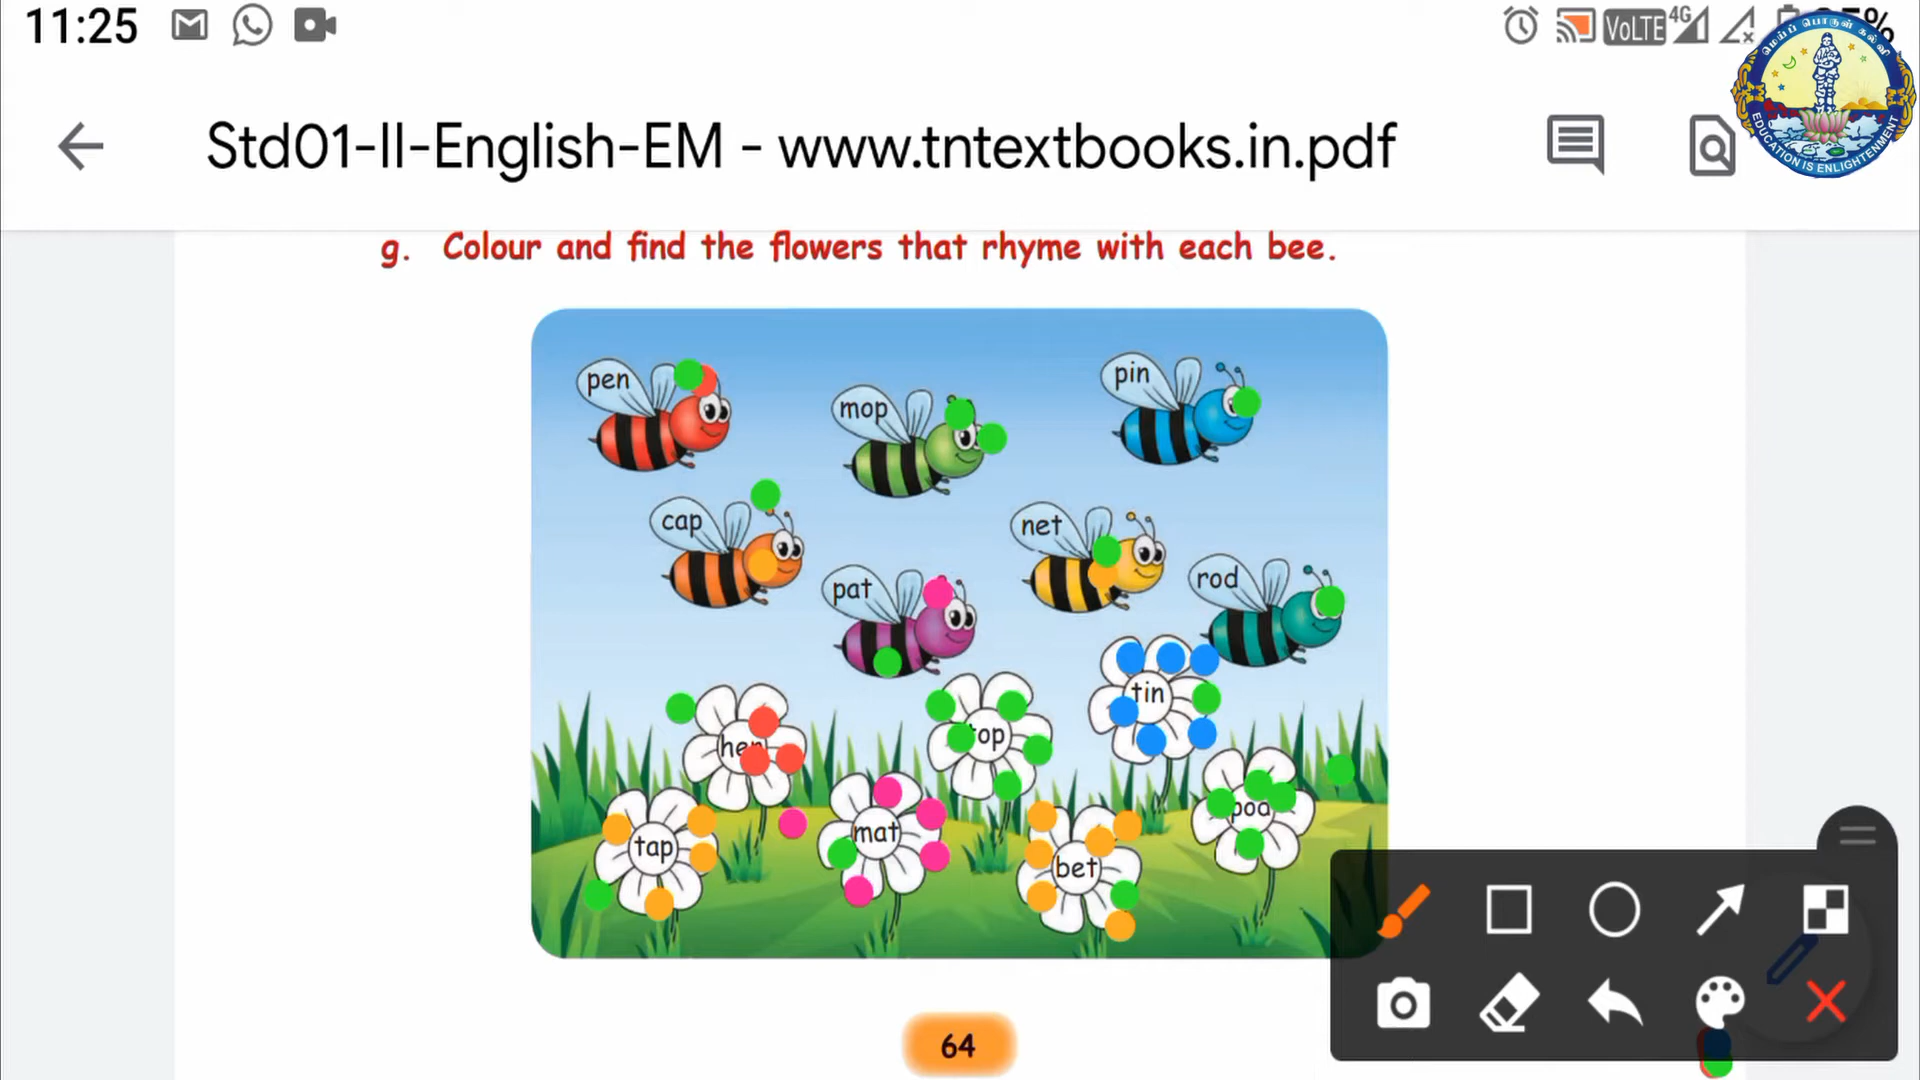 11:25
VoLTE 4G
Std01-II-English-EM - www.tntextbooks.in.pdf
EDUCATION IS ENLIGHTENMENT
g. Colour and find the flowers that rhyme with each bee.
pen
mop
pin
cap
net
pat
rod
tin
top
mat
tap
bet
64